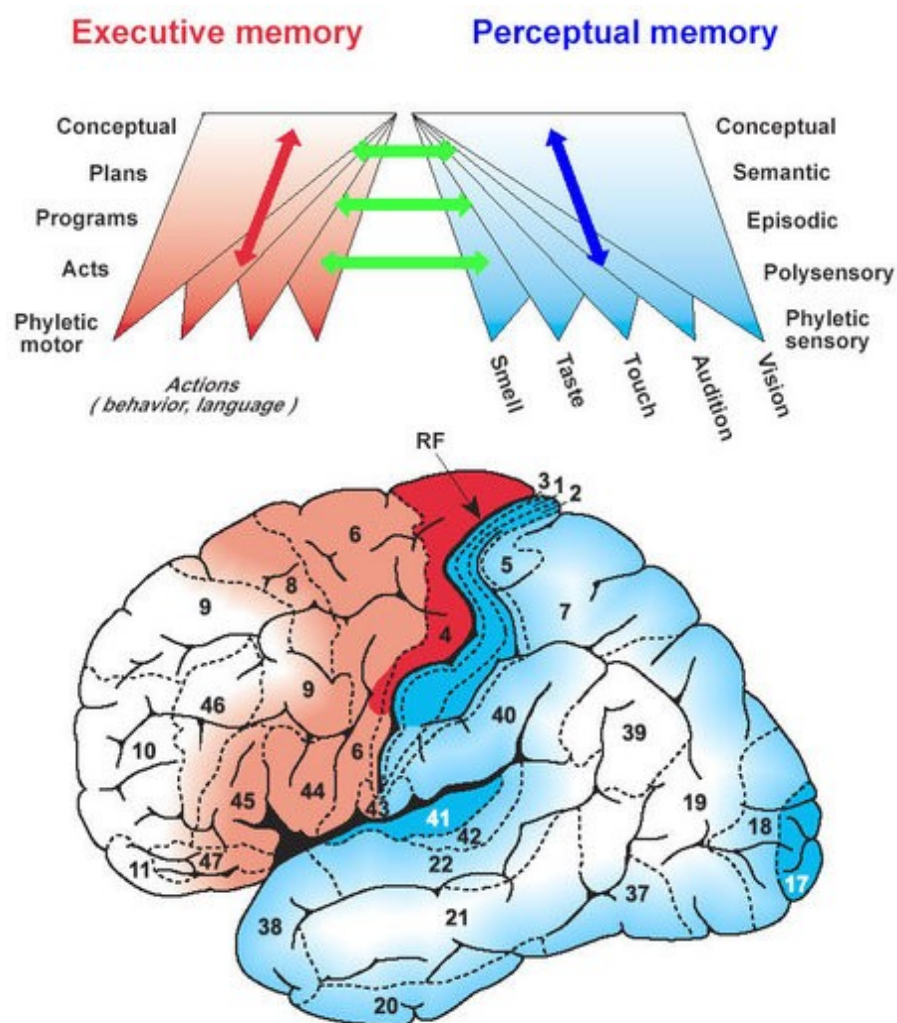 Executive memory
Perceptual memory
Conceptual
Plans
Programs
Acts
Phyletic
motor
Actions
( behavior, language )
Conceptual
Semantic
Episodic
Polysensory
Phyletic
sensory
Smell
Taste
Touch
Audition
Vision
RF
3 1 2
6
5
8
9
7
4
9
46
40
39
10
6
45
44
43
41
42
19
18
17
11
47
22
37
38
21
20